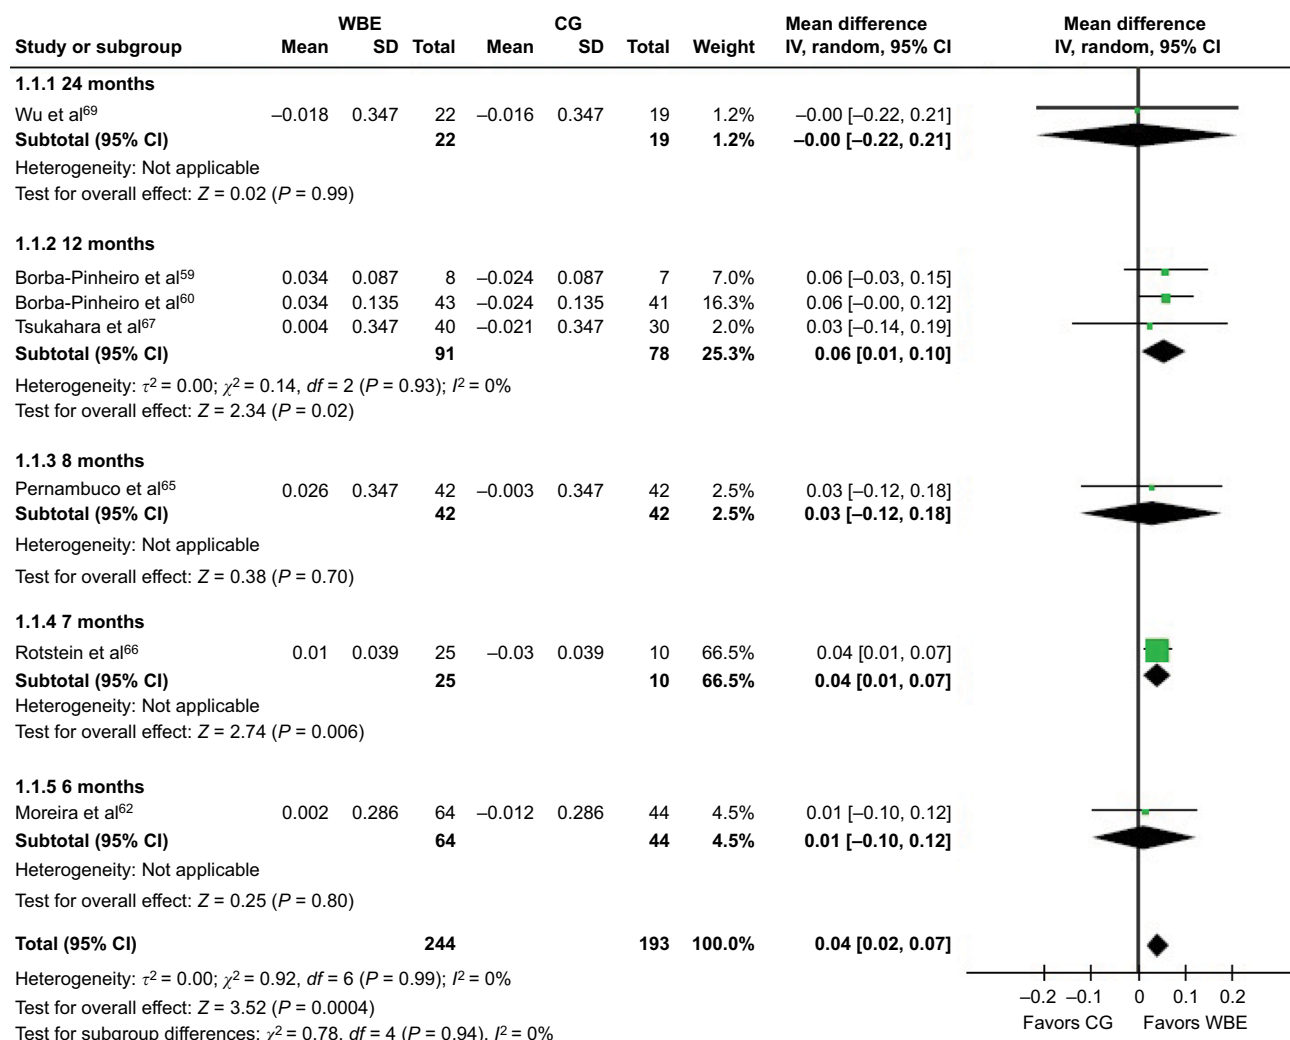 WBE CG Mean difference Mean difference
Study or subgroup Mean SD Total Mean SD Total Weight IV, random, 95% CI IV, random, 95% CI
1.1.1 24 months
Wu et al69 –0.018 0.347 22 –0.016 0.347 19 1.2% –0.00 [–0.22, 0.21]
Subtotal (95% CI) 22 19 1.2% –0.00 [–0.22, 0.21]
Heterogeneity: Not applicable
Test for overall effect: Z = 0.02 (P = 0.99)
1.1.2 12 months
Borba-Pinheiro et al59 0.034 0.087 8 –0.024 0.087 7 7.0% 0.06 [–0.03, 0.15]
Borba-Pinheiro et al60 0.034 0.135 43 –0.024 0.135 41 16.3% 0.06 [–0.00, 0.12]
Tsukahara et al67 0.004 0.347 40 –0.021 0.347 30 2.0% 0.03 [–0.14, 0.19]
Subtotal (95% CI) 91 78 25.3% 0.06 [0.01, 0.10]
Heterogeneity: τ2 = 0.00; χ2 = 0.14, df = 2 (P = 0.93); I2 = 0%
Test for overall effect: Z = 2.34 (P = 0.02)
1.1.3 8 months
Pernambuco et al65 0.026 0.347 42 –0.003 0.347 42 2.5% 0.03 [–0.12, 0.18]
Subtotal (95% CI) 42 42 2.5% 0.03 [–0.12, 0.18]
Heterogeneity: Not applicable
Test for overall effect: Z = 0.38 (P = 0.70)
1.1.4 7 months
Rotstein et al66 0.01 0.039 25 –0.03 0.039 10 66.5% 0.04 [0.01, 0.07]
Subtotal (95% CI) 25 10 66.5% 0.04 [0.01, 0.07]
Heterogeneity: Not applicable
Test for overall effect: Z = 2.74 (P = 0.006)
1.1.5 6 months
Moreira et al62 0.002 0.286 64 –0.012 0.286 44 4.5% 0.01 [–0.10, 0.12]
Subtotal (95% CI) 64 44 4.5% 0.01 [–0.10, 0.12]
Heterogeneity: Not applicable
Test for overall effect: Z = 0.25 (P = 0.80)
Total (95% CI) 244 193 100.0% 0.04 [0.02, 0.07]
Heterogeneity: τ2 = 0.00; χ2 = 0.92, df = 6 (P = 0.99); I2 = 0%
Test for overall effect: Z = 3.52 (P = 0.0004)
Test for subgroup differences: χ2 = 0.78, df = 4 (P = 0.94), I2 = 0%
–0.2 –0.1 0 0.1 0.2
Favors CG Favors WBE